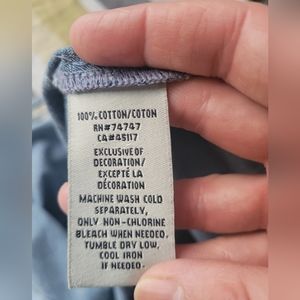 100% COTTON/COTON
RN#74747
CA#45117
EXCLUSIVE OF
DECORATION/
EXCEPTÉ LA
DÉCORATION
MACHINE WASH COLD
SEPARATELY,
ONLY NON-CHLORINE
BLEACH WHEN NEEDED.
TUMBLE DRY LOW,
COOL IRON
IF NEEDED.